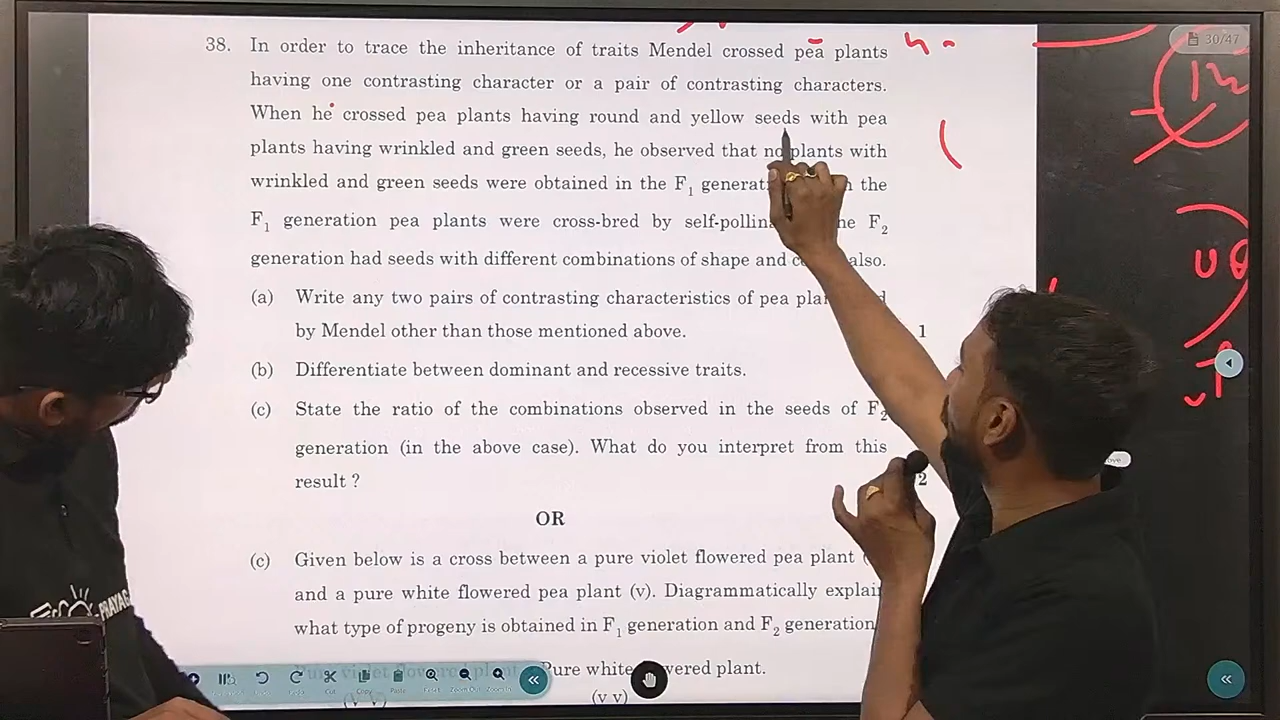 38. In order to trace the inheritance of traits Mendel crossed pea plants
having one contrasting character or a pair of contrasting characters.
When he crossed pea plants having round and yellow seeds with pea
plants having wrinkled and green seeds, he observed that no plants with
wrinkled and green seeds were obtained in the F1 the
F1 generation pea plants were cross-bred by F2
generation had seeds with different combinations of shape and also.
(a) Write any two pairs of contrasting characteristics of pea
by Mendel other than those mentioned above. 1
(b) Differentiate between dominant and recessive traits.
(c) State the ratio of the combinations observed in the seeds of F2
generation (in the above case). What do you interpret from this
result ? 2
OR
(c) Given below is a cross between a pure violet flowered pea plant
and a pure white flowered pea plant (v). Diagrammatically explain
what type of progeny is obtained in F1 generation and F2 generation
Pure white plant.
(v v)
30/47
Cut Copy Paste
PRAYAG